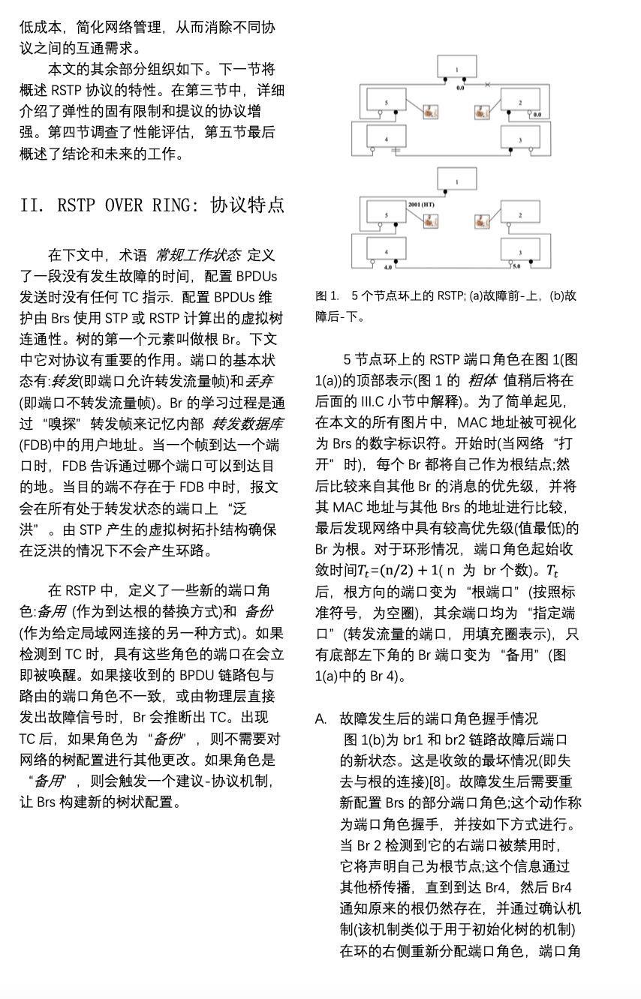 低成本，简化网络管理，从而消除不同协
议之间的互通需求。
本文的其余部分组织如下。下一节将
概述 RSTP 协议的特性。在第三节中，详细
介绍了弹性的固有限制和提议的协议增
强。第四节调查了性能评估，第五节最后
概述了结论和未来的工作。
II. RSTP OVER RING: 协议特点
在下文中，术语 常规工作状态 定义
了一段没有发生故障的时间，配置 BPDUs
发送时没有任何 TC 指示. 配置 BPDUs 维
护由 Brs 使用 STP 或 RSTP 计算出的虚拟树
连通性。树的第一个元素叫做根 Br。下文
中它对协议有重要的作用。端口的基本状
态有:转发(即端口允许转发流量帧)和丢弃
(即端口不转发流量帧)。Br 的学习过程是通
过“嗅探”转发帧来记忆内部 转发数据库
(FDB)中的用户地址。当一个帧到达一个端
口时，FDB 告诉通过哪个端口可以到达目
的地。当目的端不存在于 FDB 中时，报文
会在所有处于转发状态的端口上“泛
洪”。由 STP 产生的虚拟树拓扑结构确保
在泛洪的情况下不会产生环路。
在 RSTP 中，定义了一些新的端口角
色:备用 (作为到达根的替换方式)和 备份
(作为给定局域网连接的另一种方式)。如果
检测到 TC 时，具有这些角色的端口在会立
即被唤醒。如果接收到的 BPDU 链路包与
路由的端口角色不一致，或由物理层直接
发出故障信号时，Br 会推断出 TC。出现
TC 后，如果角色为“备份”，则不需要对
网络的树配置进行其他更改。如果角色是
“备用”，则会触发一个建议-协议机制，
让 Brs 构建新的树状配置。
1
0.0
5
2
0.0
4
3
1
2001 (HT)
5
2
4
3
4.0
5.0
图 1. 5 个节点环上的 RSTP; (a)故障前-上，(b)故
障后-下。
5 节点环上的 RSTP 端口角色在图 1(图
1(a))的顶部表示(图 1 的 粗体 值稍后将在
后面的 III.C 小节中解释)。为了简单起见，
在本文的所有图片中，MAC 地址被可视化
为 Brs 的数字标识符。开始时(当网络“打
开”时)，每个 Br 都将自己作为根结点;然
后比较来自其他 Br 的消息的优先级，并将
其 MAC 地址与其他 Brs 的地址进行比较，
最后发现网络中具有较高优先级(值最低)的
Br 为根。对于环形情况，端口角色起始收
敛时间Tₜ=(n/2) + 1( n 为 br 个数)。Tₜ
后，根方向的端口变为“根端口”(按照标
准符号，为空圈)，其余端口均为“指定端
口”(转发流量的端口，用填充圈表示)，只
有底部左下角的 Br 端口变为“备用”(图
1(a)中的 Br 4)。
A. 故障发生后的端口角色握手情况
图 1(b)为 br1 和 br2 链路故障后端口
的新状态。这是收敛的最坏情况(即失
去与根的连接)[8]。故障发生后需要重
新配置 Brs 的部分端口角色;这个动作称
为端口角色握手，并按如下方式进行。
当 Br 2 检测到它的右端口被禁用时，
它将声明自己为根节点;这个信息通过
其他桥传播，直到到达 Br4，然后 Br4
通知原来的根仍然存在，并通过确认机
制(该机制类似于用于初始化树的机制)
在环的右侧重新分配端口角色，端口角